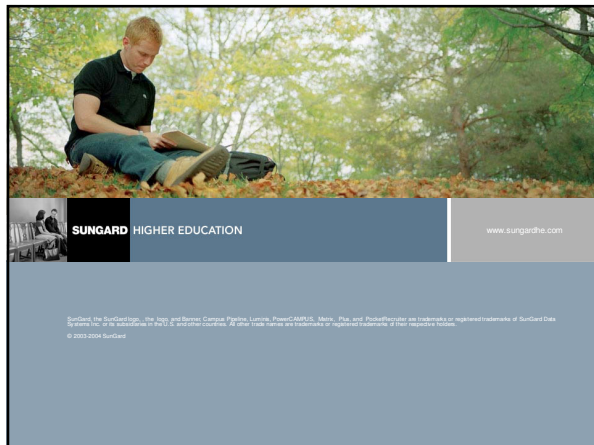 SUNGARD HIGHER EDUCATION
www.sungardhe.com
SunGard, the SunGard logo, , the logo, and Banner, Campus Pipeline, Luminis, PowerCAMPUS, Matrix, Plus, and PocketRecruiter are trademarks or registered trademarks of SunGard Data
Systems Inc. or its subsidiaries in the U.S. and other countries. All other trade names are trademarks or registered trademarks of their respective holders.
© 2003-2004 SunGard